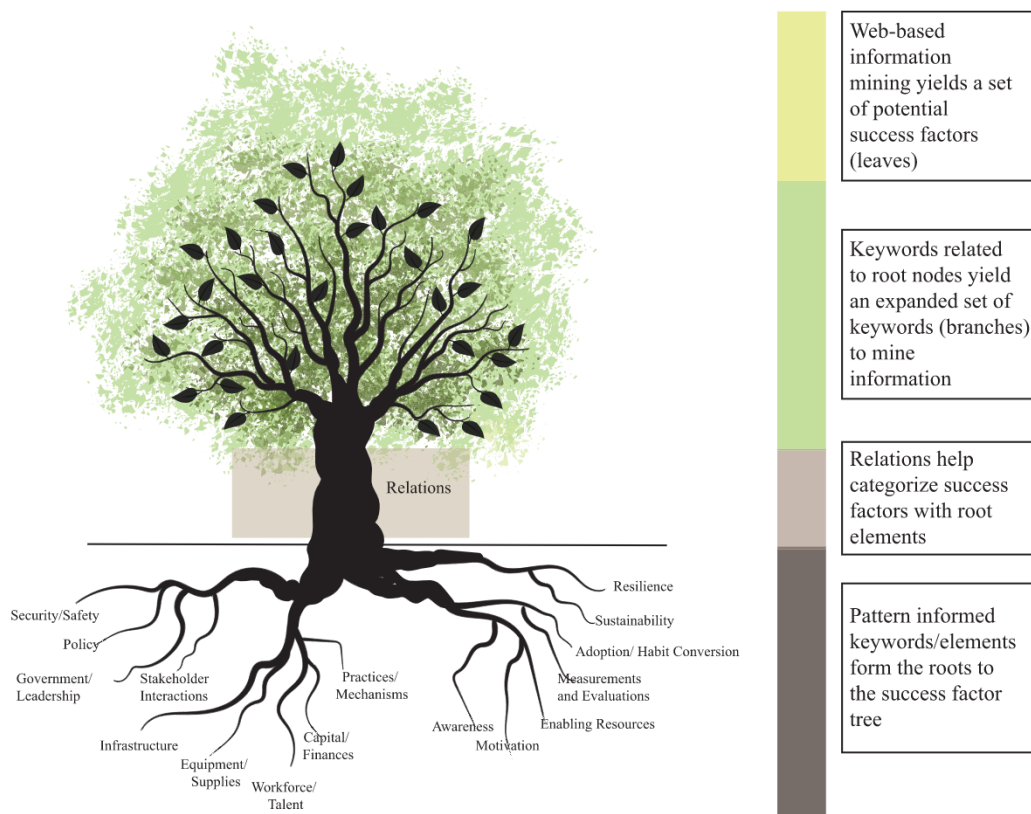 Web-based
information
mining yields a set
of potential
success factors
(leaves)
Keywords related
to root nodes yield
an expanded set of
keywords (branches)
to mine
information
Relations
Relations help
categorize success
factors with root
elements
Pattern informed
keywords/elements
form the roots to
the success factor
tree
Security/Safety
Policy
Government/
Leadership
Stakeholder
Interactions
Infrastructure
Equipment/
Supplies
Workforce/
Talent
Capital/
Finances
Practices/
Mechanisms
Awareness
Motivation
Enabling Resources
Measurements
and Evaluations
Adoption/ Habit Conversion
Sustainability
Resilience